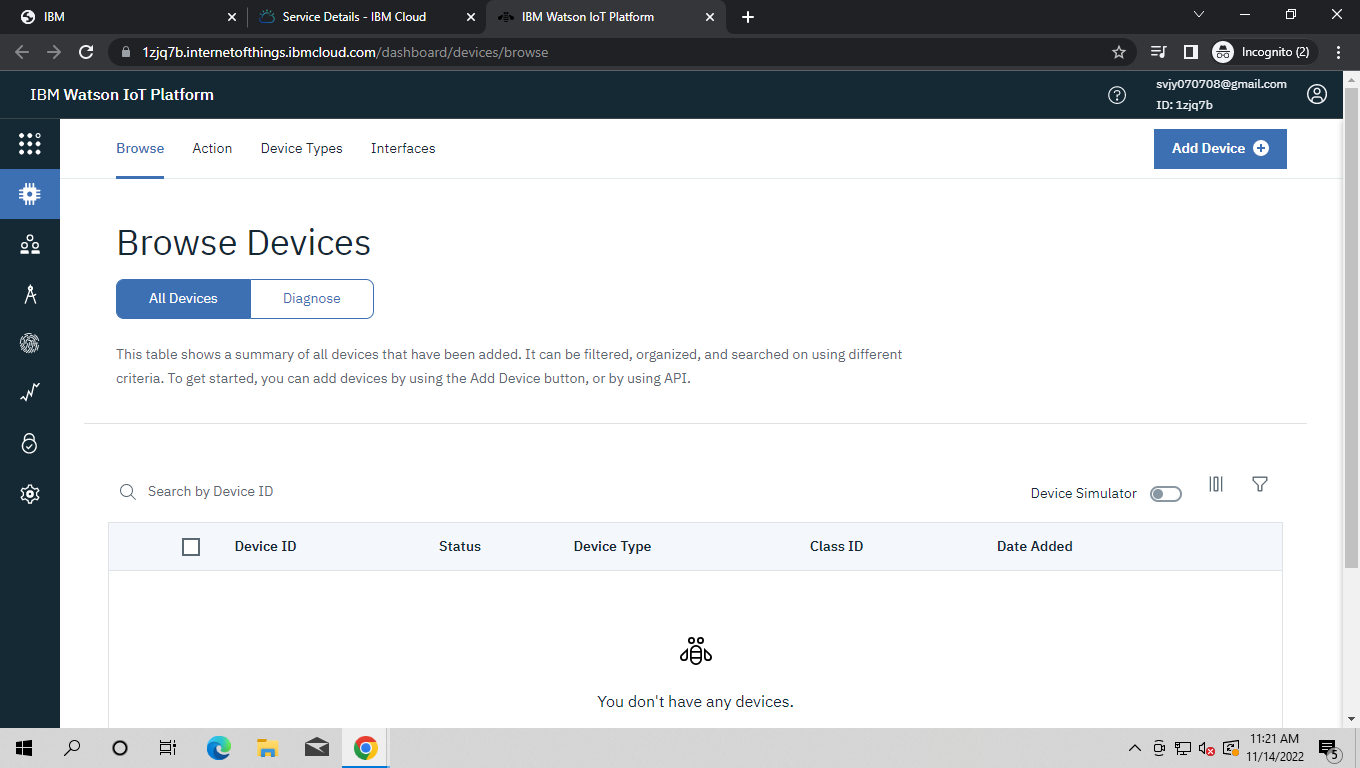 IBM
Service Details - IBM Cloud
IBM Watson IoT Platform
1zjq7b.internetofthings.ibmcloud.com/dashboard/devices/browse
Incognito (2)
IBM Watson IoT Platform
svjy070708@gmail.com
ID: 1zjq7b
Browse
Action
Device Types
Interfaces
Add Device
Browse Devices
All Devices
Diagnose
This table shows a summary of all devices that have been added. It can be filtered, organized, and searched on using different
criteria. To get started, you can add devices by using the Add Device button, or by using API.
Search by Device ID
Device Simulator
Device ID
Status
Device Type
Class ID
Date Added
You don't have any devices.
11:21 AM
11/14/2022
5